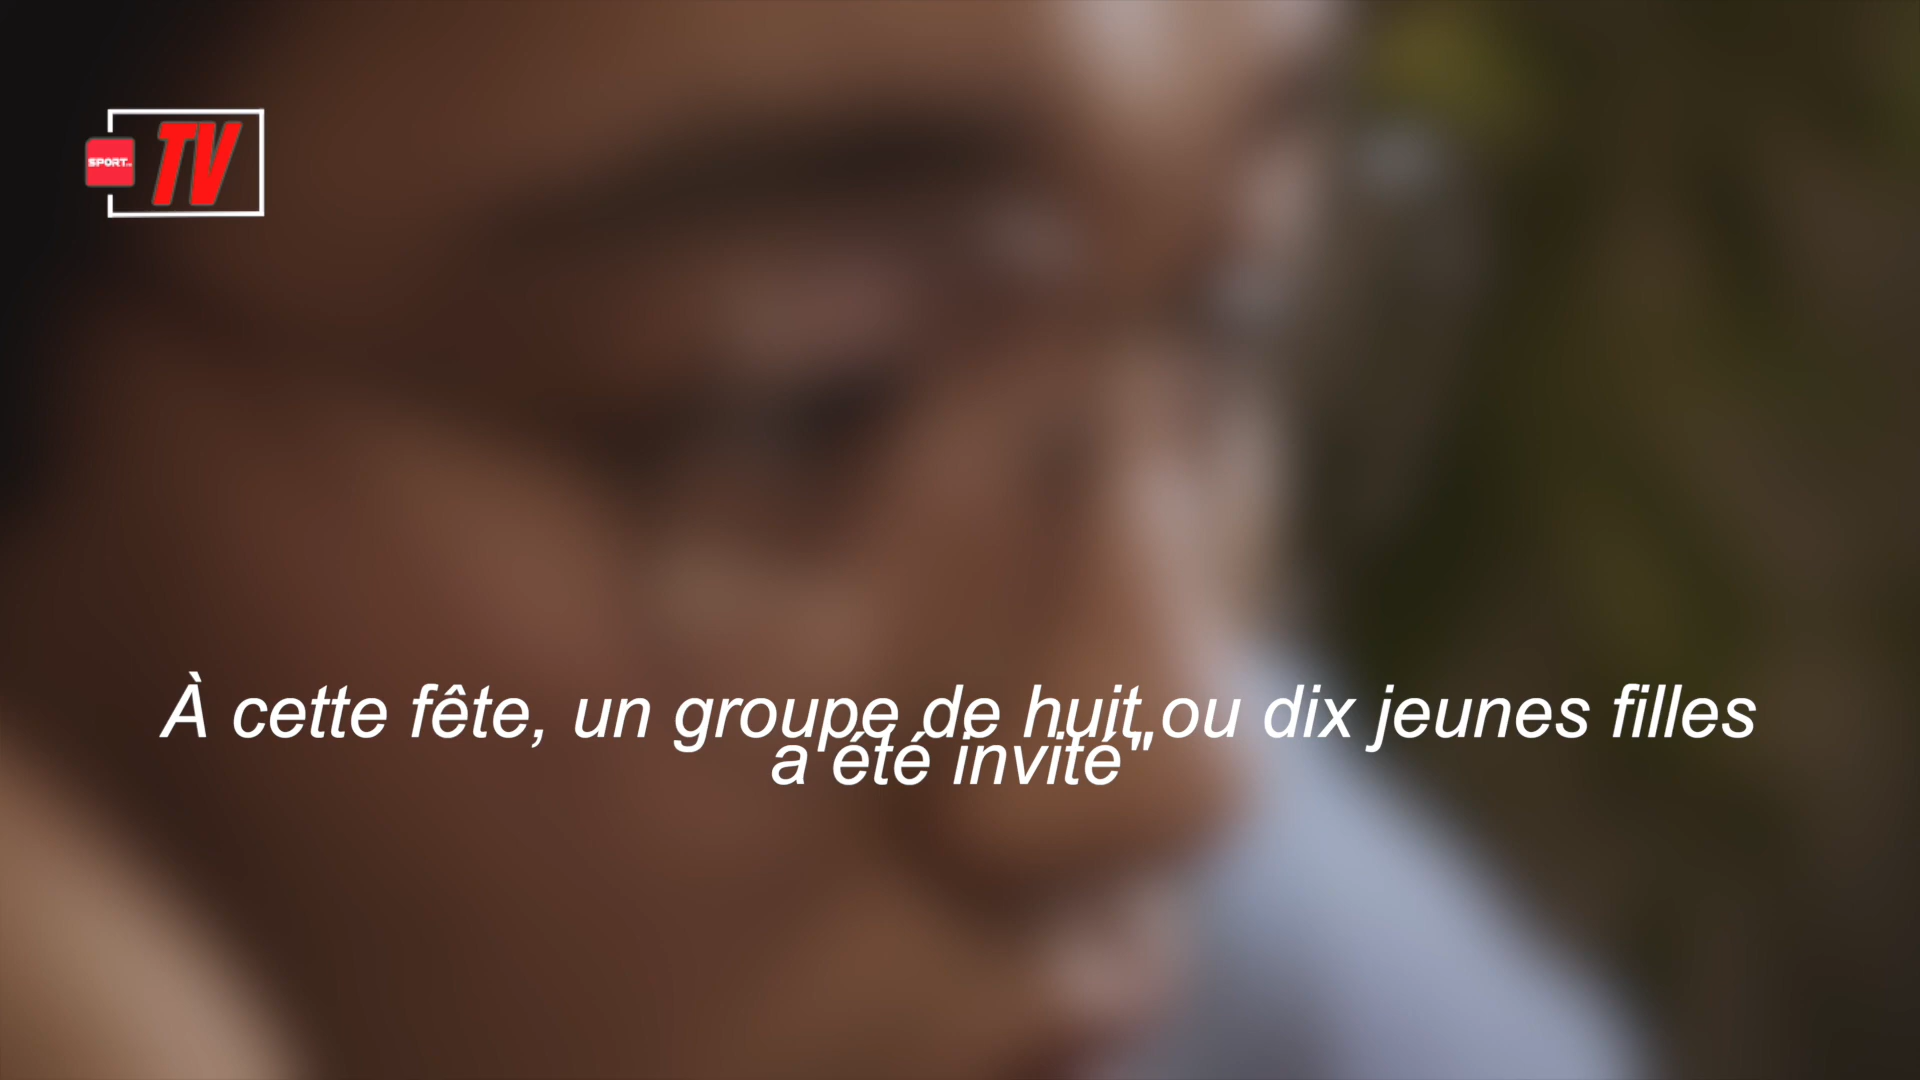 SPORT
TV
À cette fête, un groupe de huit ou dix jeunes filles
a été invité"